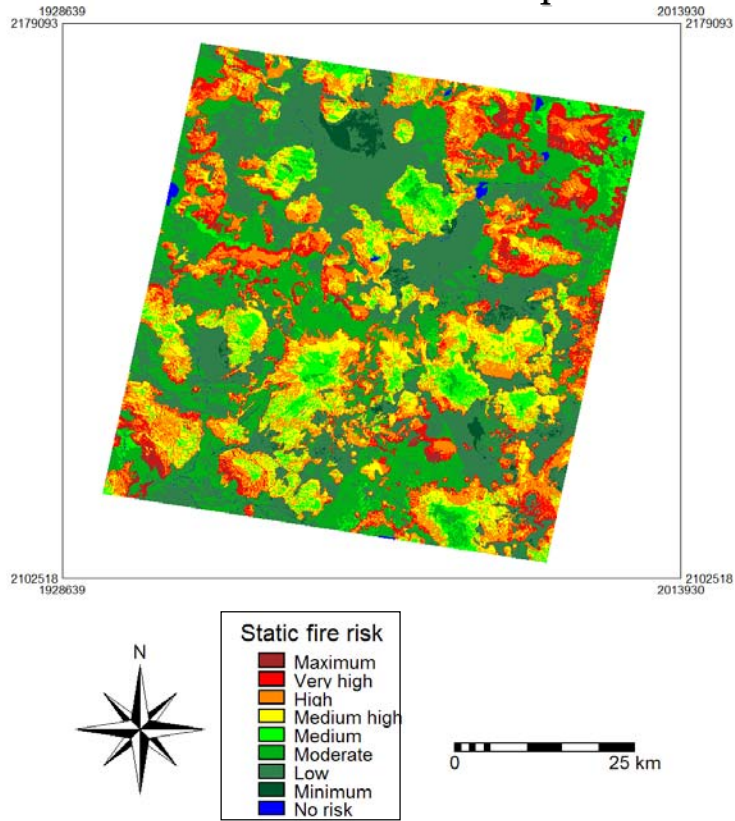 1928639 2013930
2179093 2179093
2102518 2102518
1928639 2013930
N
Static fire risk
Maximum
Very high
High
Medium high
Medium
Moderate
Low
Minimum
No risk
0 25 km